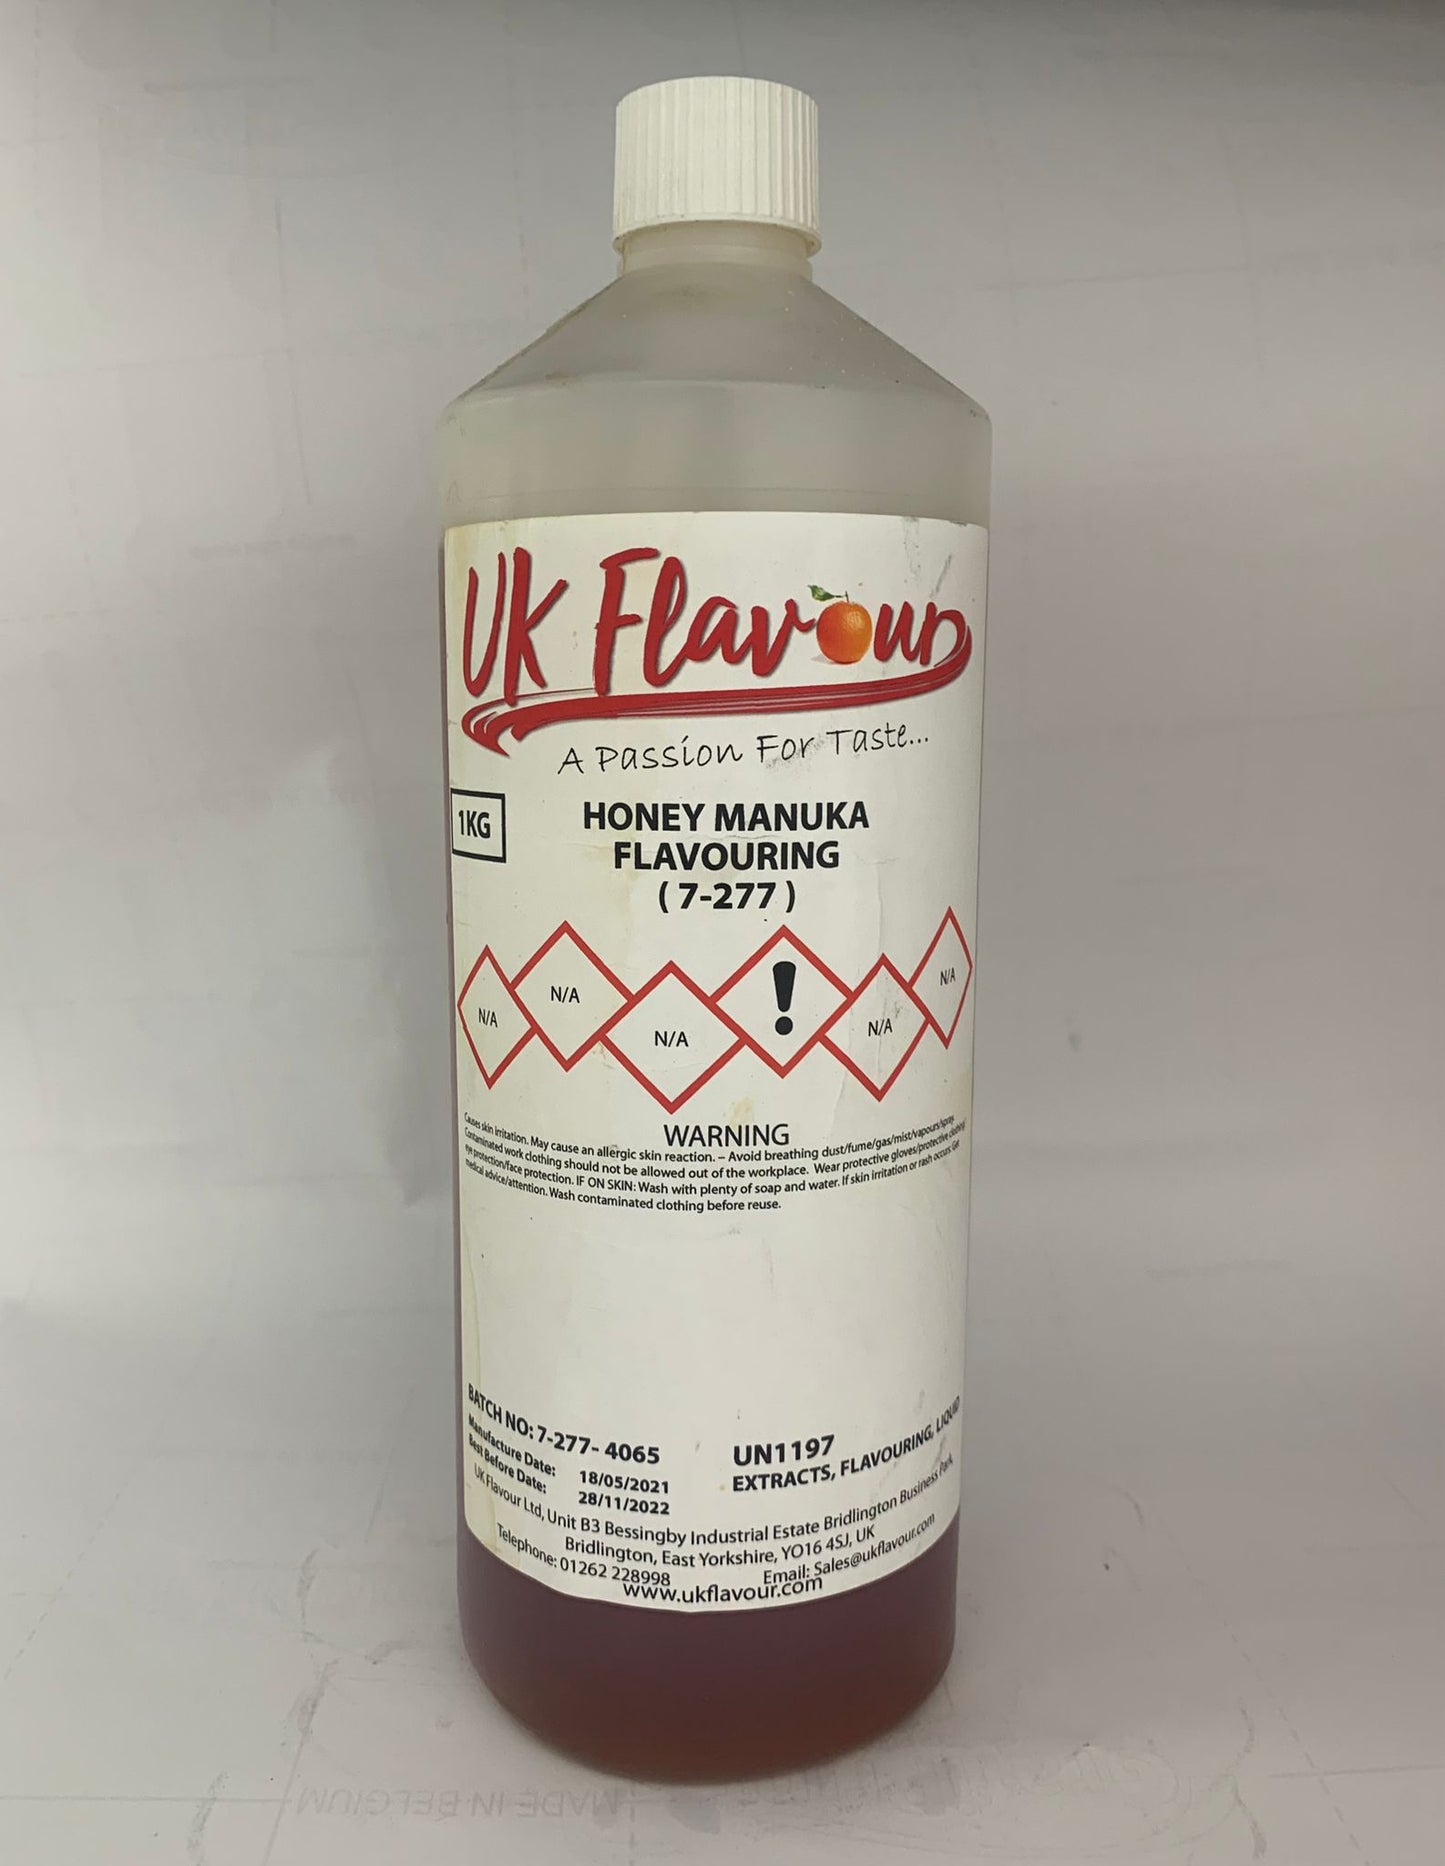 Uk Flavour
A Passion For Taste...
1KG
HONEY MANUKA
FLAVOURING
( 7-277 )
N/A
N/A
N/A
!
N/A
N/A
WARNING
Causes skin irritation. May cause an allergic skin reaction. – Avoid breathing dust/fume/gas/mist/vapours/spray.
Contaminated work clothing should not be allowed out of the workplace. Wear protective gloves/protective clothing/
eye protection/face protection. IF ON SKIN: Wash with plenty of soap and water. If skin irritation or rash occurs: Get
medical advice/attention. Wash contaminated clothing before reuse.
BATCH NO: 7-277- 4065
Manufacture Date: 18/05/2021
Best Before Date: 28/11/2022
UN1197
EXTRACTS, FLAVOURING, LIQUID
UK Flavour Ltd, Unit B3 Bessingby Industrial Estate Bridlington Business Park,
Bridlington, East Yorkshire, YO16 4SJ, UK
Telephone: 01262 228998 Email: Sales@ukflavour.com
www.ukflavour.com
MADE IN BELGIUM